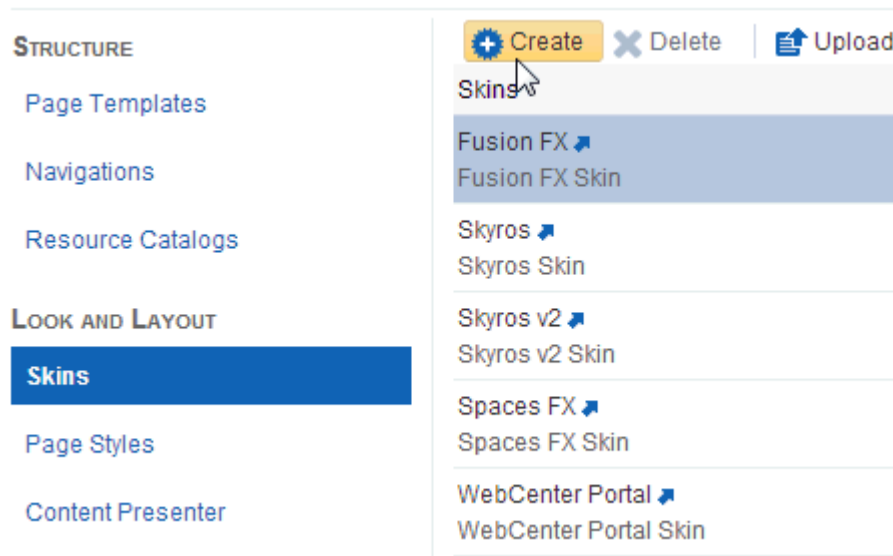 STRUCTURE
Page Templates
Navigations
Resource Catalogs
LOOK AND LAYOUT
Skins
Page Styles
Content Presenter
Create Delete Upload
Skins
Fusion FX
Fusion FX Skin
Skyros
Skyros Skin
Skyros v2
Skyros v2 Skin
Spaces FX
Spaces FX Skin
WebCenter Portal
WebCenter Portal Skin